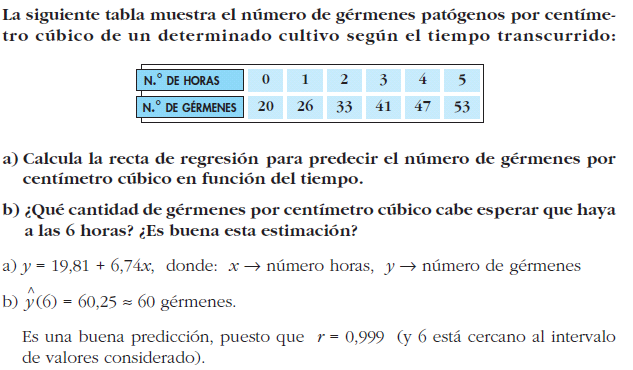 La siguiente tabla muestra el número de gérmenes patógenos por centíme-
tro cúbico de un determinado cultivo según el tiempo transcurrido:
N.° DE HORAS 0 1 2 3 4 5
N.° DE GÉRMENES 20 26 33 41 47 53
a) Calcula la recta de regresión para predecir el número de gérmenes por
centímetro cúbico en función del tiempo.
b) ¿Qué cantidad de gérmenes por centímetro cúbico cabe esperar que haya
a las 6 horas? ¿Es buena esta estimación?
a) y = 19,81 + 6,74x, donde: x → número horas, y → número de gérmenes
b) ŷ(6) = 60,25 ≈ 60 gérmenes.
Es una buena predicción, puesto que r = 0,999 (y 6 está cercano al intervalo
de valores considerado).